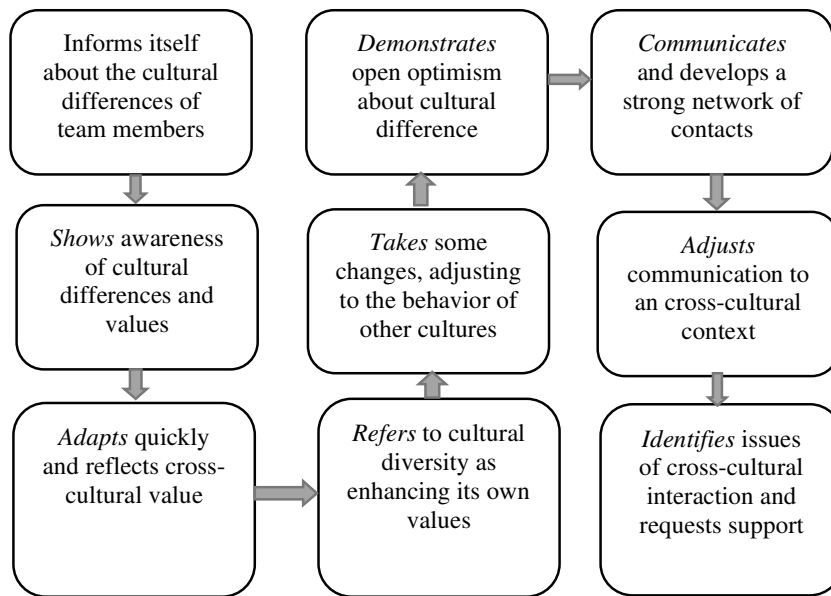 Informs itself
about the cultural
differences of
team members
Shows awareness
of cultural
differences and
values
Adapts quickly
and reflects cross-
cultural value
Refers to cultural
diversity as
enhancing its own
values
Takes some
changes, adjusting
to the behavior of
other cultures
Demonstrates
open optimism
about cultural
difference
Communicates
and develops a
strong network of
contacts
Adjusts
communication to
an cross-cultural
context
Identifies issues
of cross-cultural
interaction and
requests support